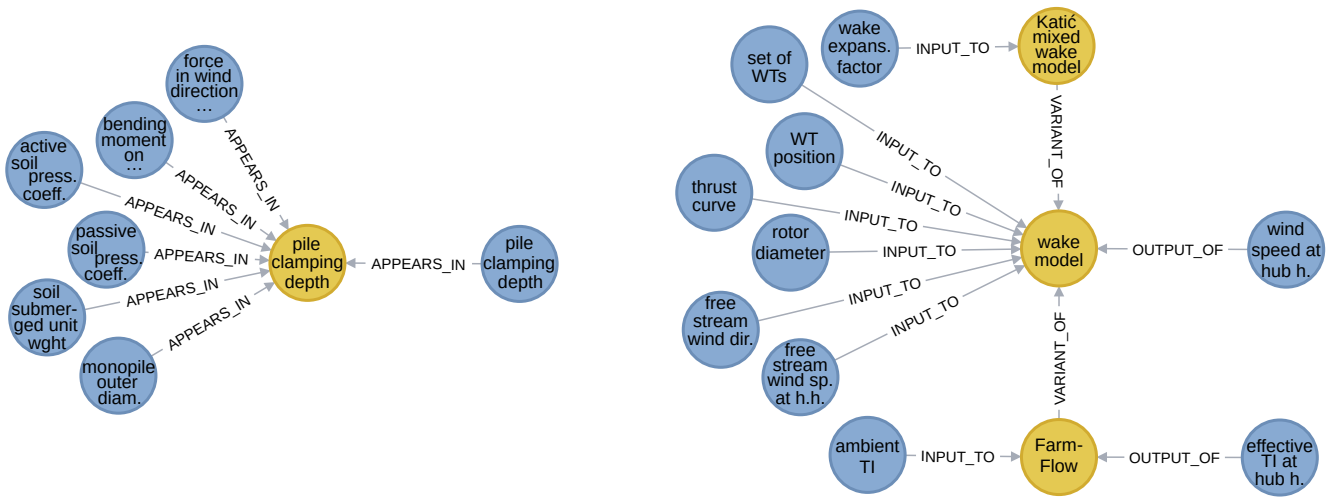 force
in wind
direction
...
bending
moment
on
...
active
soil
press.
coeff.
passive
soil
press.
coeff.
soil
submer-
ged unit
wght
monopile
outer
diam.
APPEARS_IN
APPEARS_IN
APPEARS_IN
APPEARS_IN
APPEARS_IN
APPEARS_IN
pile
clamping
depth
APPEARS_IN
pile
clamping
depth
wake
expans.
factor
INPUT_TO
Katić
mixed
wake
model
set of
WTs
WT
position
thrust
curve
rotor
diameter
free
stream
wind dir.
free
stream
wind sp.
at h.h.
INPUT_TO
INPUT_TO
INPUT_TO
INPUT_TO
INPUT_TO
INPUT_TO
VARIANT_OF
wake
model
OUTPUT_OF
wind
speed at
hub h.
VARIANT_OF
ambient
TI
INPUT_TO
Farm-
Flow
OUTPUT_OF
effective
TI at
hub h.